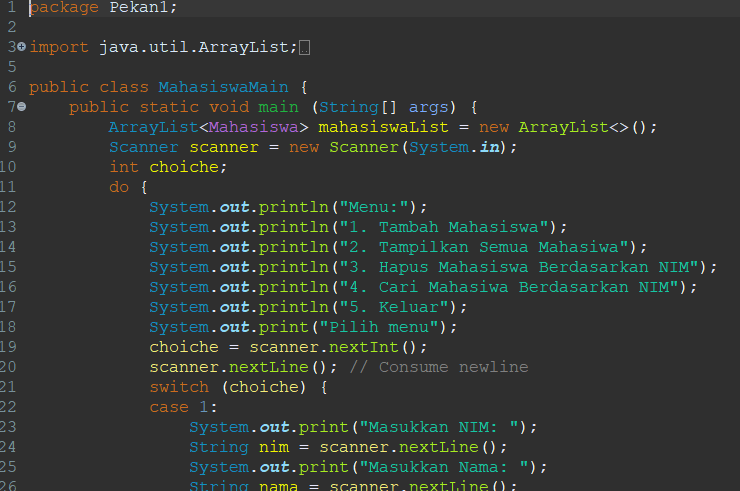 1 package Pekan1;
2
3 import java.util.ArrayList;
5
6 public class MahasiswaMain {
7 public static void main (String[] args) {
8 ArrayList<Mahasiswa> mahasiswaList = new ArrayList<>();
9 Scanner scanner = new Scanner(System.in);
10 int choiche;
11 do {
12 System.out.println("Menu:");
13 System.out.println("1. Tambah Mahasiswa");
14 System.out.println("2. Tampilkan Semua Mahasiwa");
15 System.out.println("3. Hapus Mahasiswa Berdasarkan NIM");
16 System.out.println("4. Cari Mahasiwa Berdasarkan NIM");
17 System.out.println("5. Keluar");
18 System.out.print("Pilih menu");
19 choiche = scanner.nextInt();
20 scanner.nextLine(); // Consume newline
21 switch (choiche) {
22 case 1:
23 System.out.print("Masukkan NIM: ");
24 String nim = scanner.nextLine();
25 System.out.print("Masukkan Nama: ");
26 String nama = scanner.nextLine();